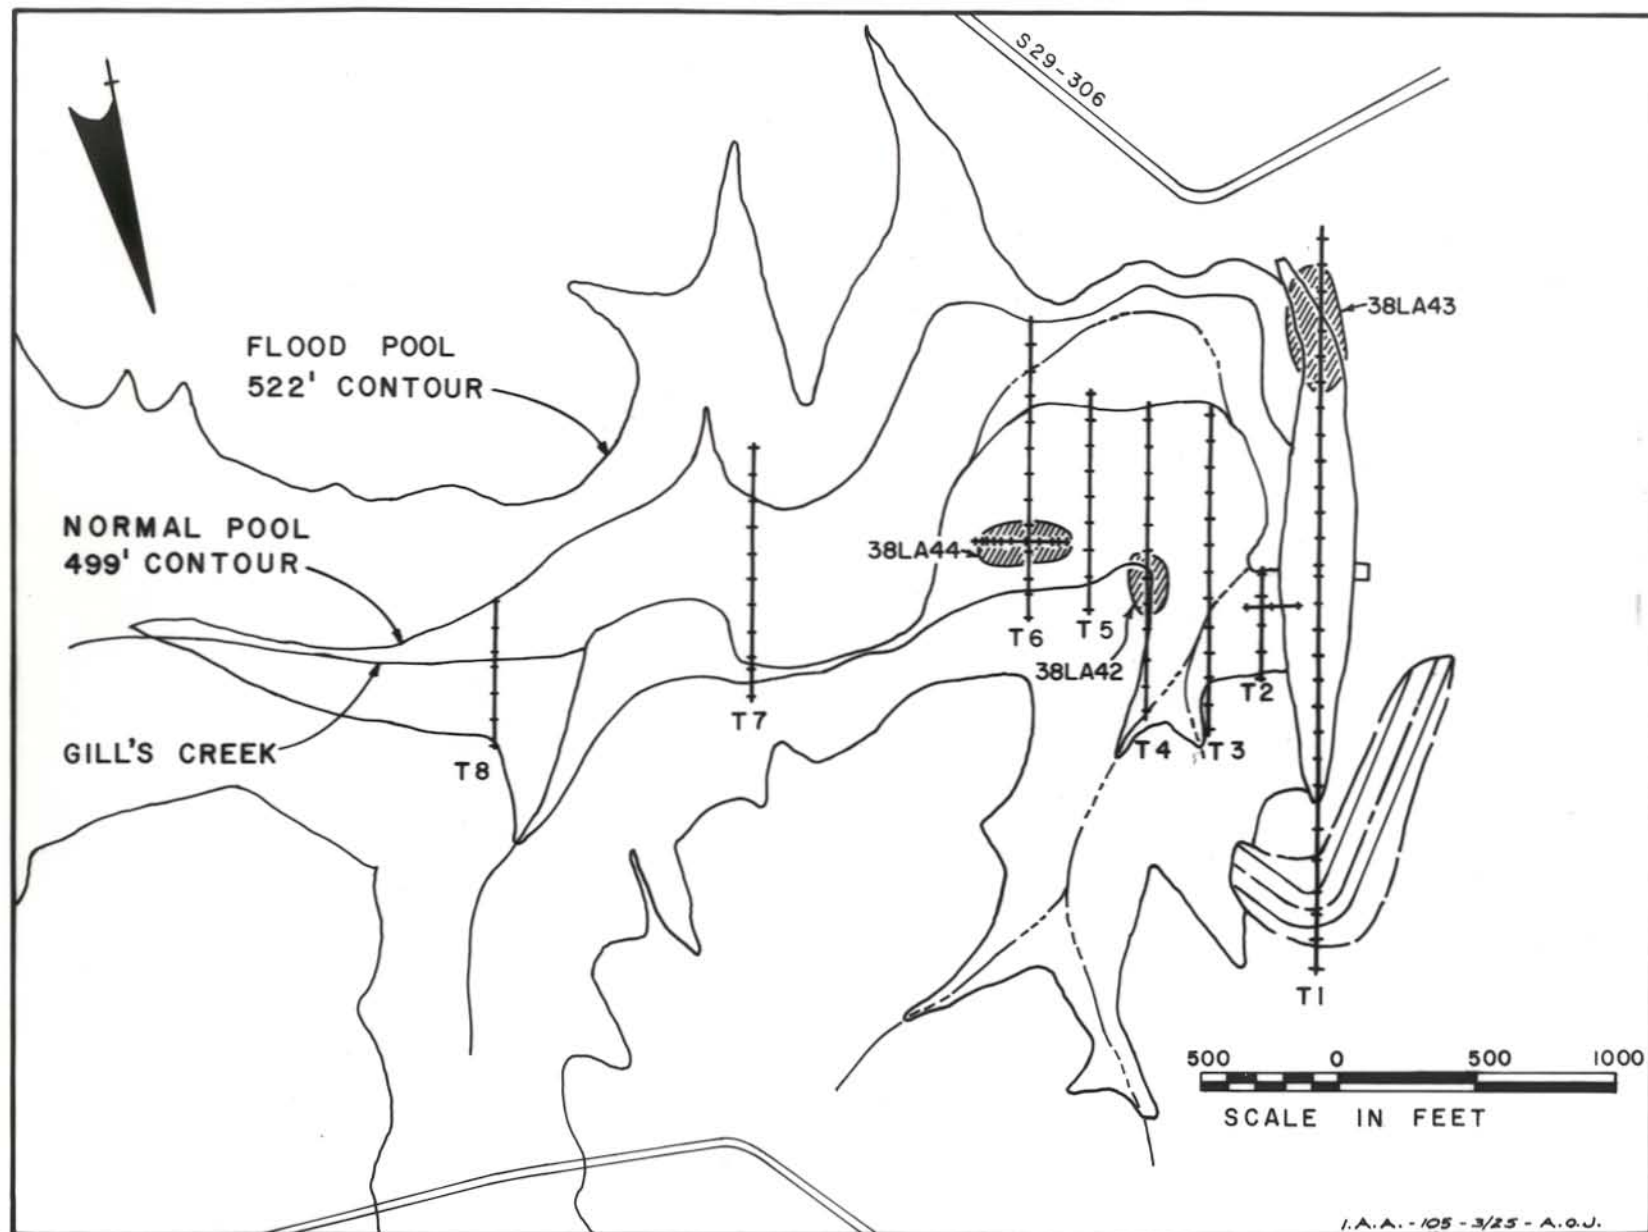 S29-306
38LA43
FLOOD POOL
522' CONTOUR
NORMAL POOL
499' CONTOUR
38LA44
T6
T5
38LA42
T2
T7
T4
T3
GILL'S CREEK
T8
T1
500 0 500 1000
SCALE IN FEET
I.A.A. - 105 - 3/25 - A.O.J.